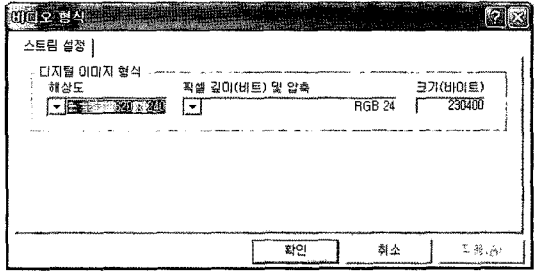 비디오 형식
스트림 설정
디지털 이미지 형식
해상도 픽셀 깊이(비트) 및 압축 크기(바이트)
320 x 240 RGB 24 230400
확인 취소